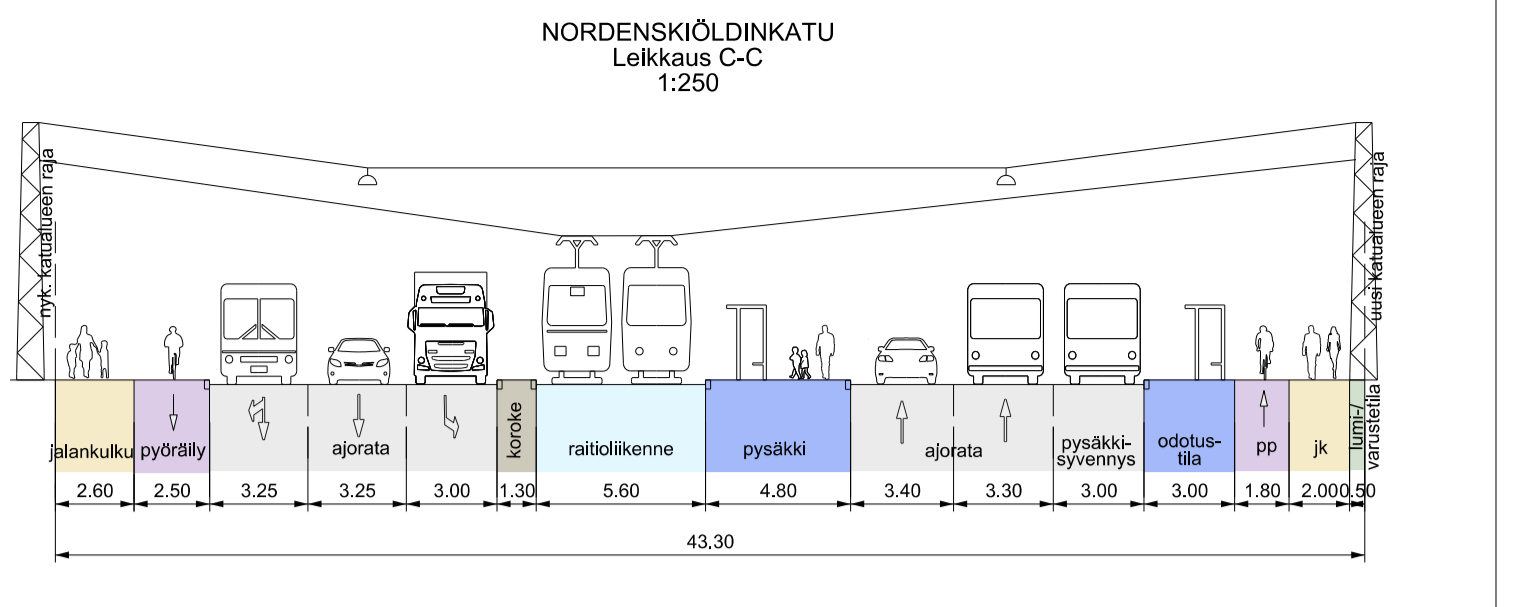 NORDENSKIÖLDINKATU
Leikkaus C-C
1:250
nyk. katualueen raja
uusi katualueen raja
jalankulku
pyöräily
ajorata
koroke
raitioliikenne
pysäkki
ajorata
pysäkki-
syvennys
odotus-
tila
pp
jk
lumi-/
varustetila
2.60
2.50
3.25
3.25
3.00
1.30
5.60
4.80
3.40
3.30
3.00
3.00
1.80
2.00
0.50
43.30